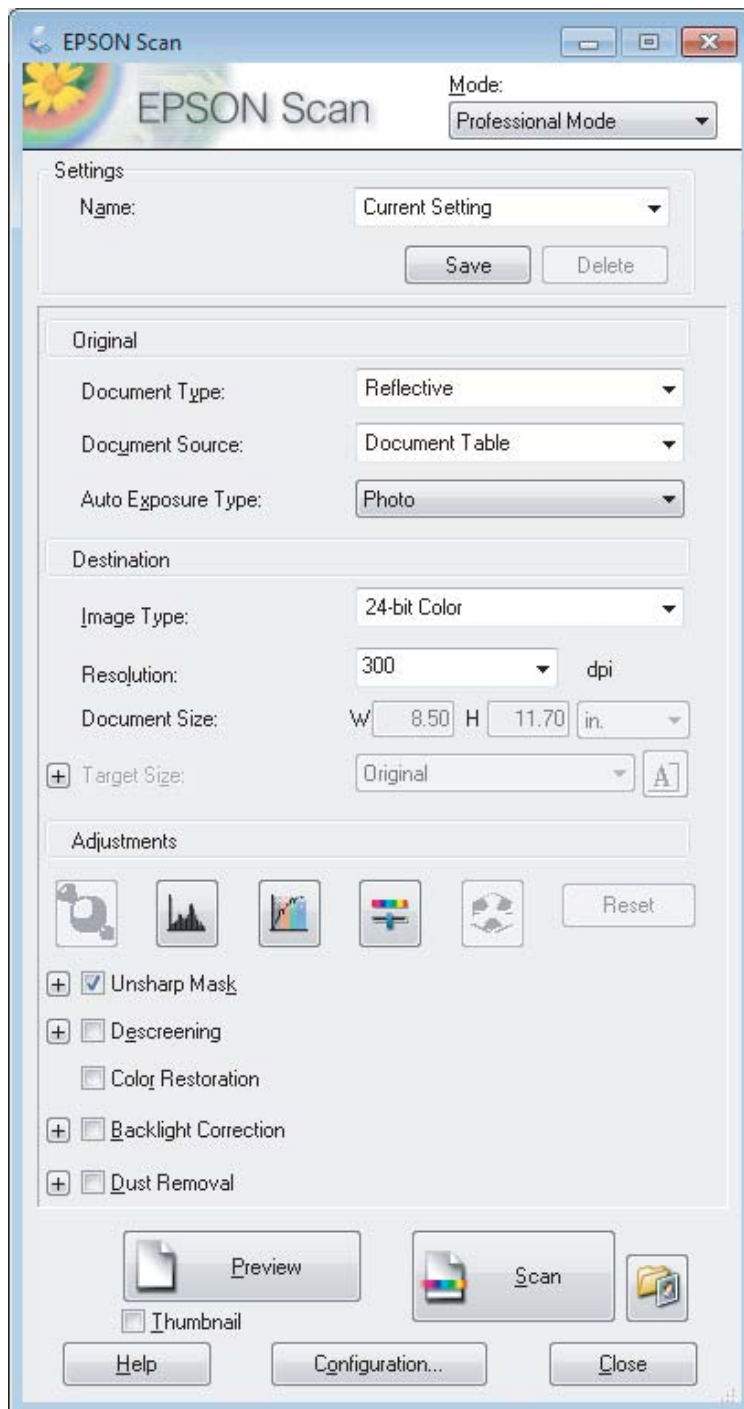 EPSON Scan
EPSON Scan
Mode:
Professional Mode
Settings
Name:
Current Setting
Save
Delete
Original
Document Type:
Reflective
Document Source:
Document Table
Auto Exposure Type:
Photo
Destination
Image Type:
24-bit Color
Resolution:
300
dpi
Document Size:
W 8.50 H 11.70 in.
Target Size:
Original
A
Adjustments
Reset
Unsharp Mask
Descreening
Color Restoration
Backlight Correction
Dust Removal
Preview
Scan
Thumbnail
Help
Configuration...
Close